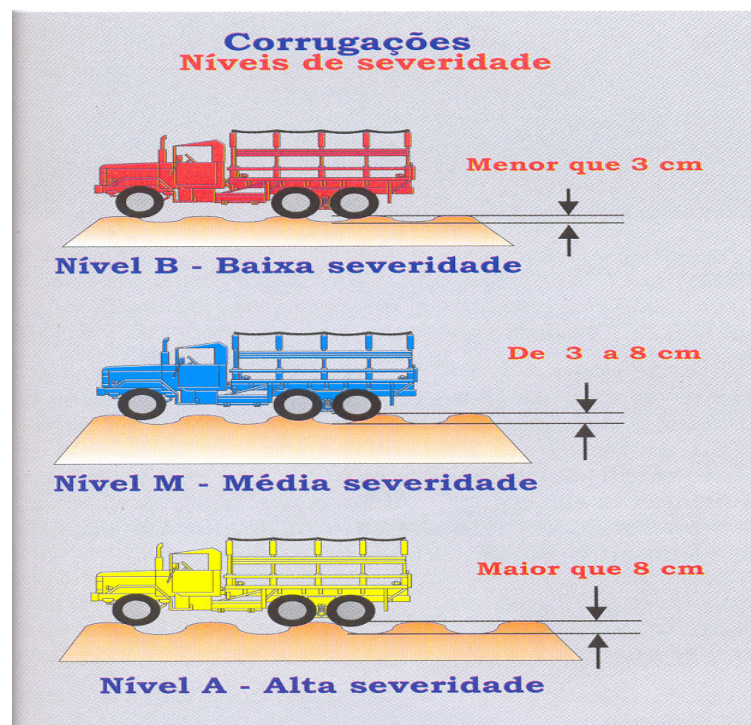 Corrugações
Níveis de severidade
Menor que 3 cm
Nível B - Baixa severidade
De 3 a 8 cm
Nível M - Média severidade
Maior que 8 cm
Nível A - Alta severidade